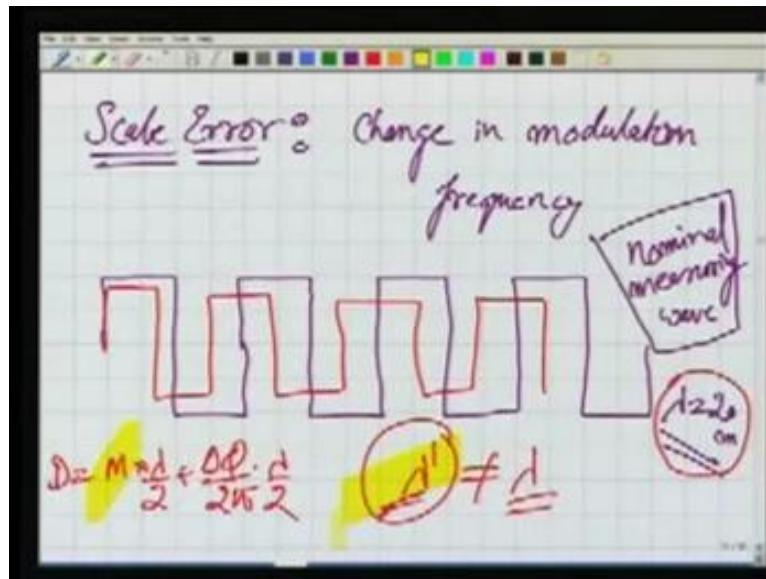 Scale Error: Change in modulation
frequency
nominal
measuring
wave
λ=20
cm
D= M*λ/2 + ΔΦ/2π · λ/2
λ' ≠ λ